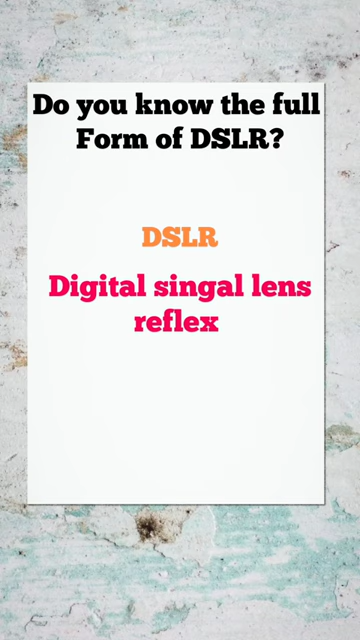 Do you know the full
Form of DSLR?
DSLR
Digital singal lens
reflex